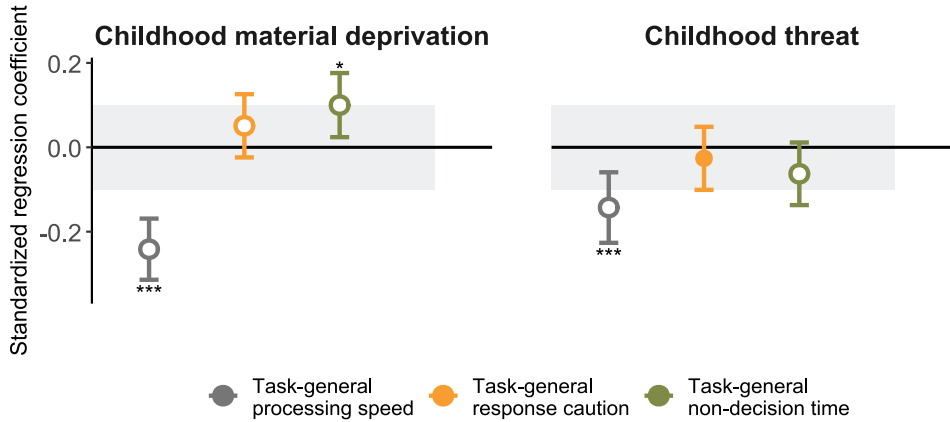 Childhood material deprivation
Childhood threat
Standardized regression coefficient
0.2
0.0
-0.2
*
***
***
Task-general
processing speed
Task-general
response caution
Task-general
non-decision time